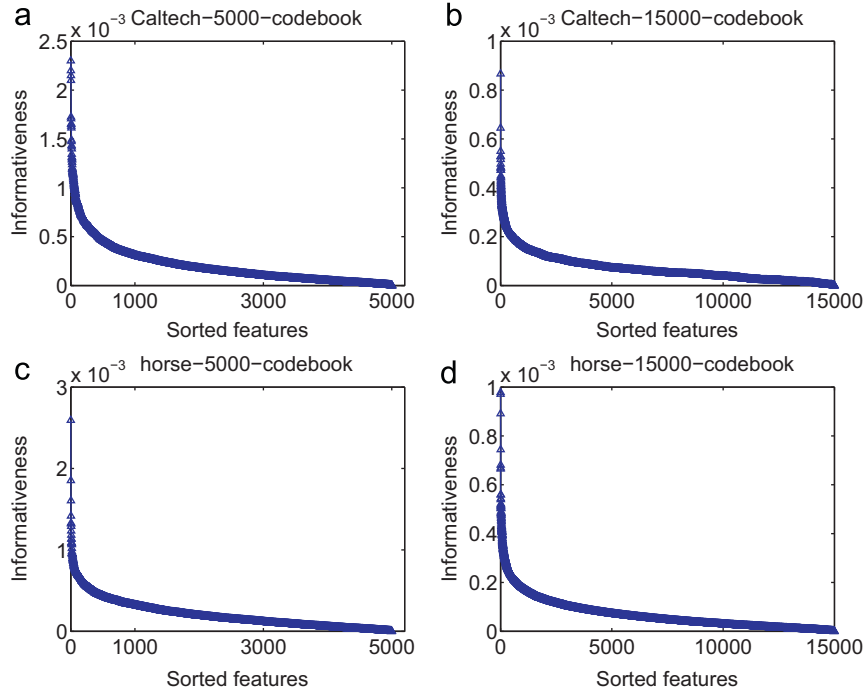 a
x 10⁻³ Caltech−5000−codebook
2.5
2
1.5
1
0.5
0
Informativeness
0 1000 3000 5000
Sorted features
b
x 10⁻³ Caltech−15000−codebook
1
0.8
0.6
0.4
0.2
0
Informativeness
0 5000 10000 15000
Sorted features
c
x 10⁻³ horse−5000−codebook
3
2
1
0
Informativeness
0 1000 3000 5000
Sorted features
d
x 10⁻³ horse−15000−codebook
1
0.8
0.6
0.4
0.2
0
Informativeness
0 5000 10000 15000
Sorted features